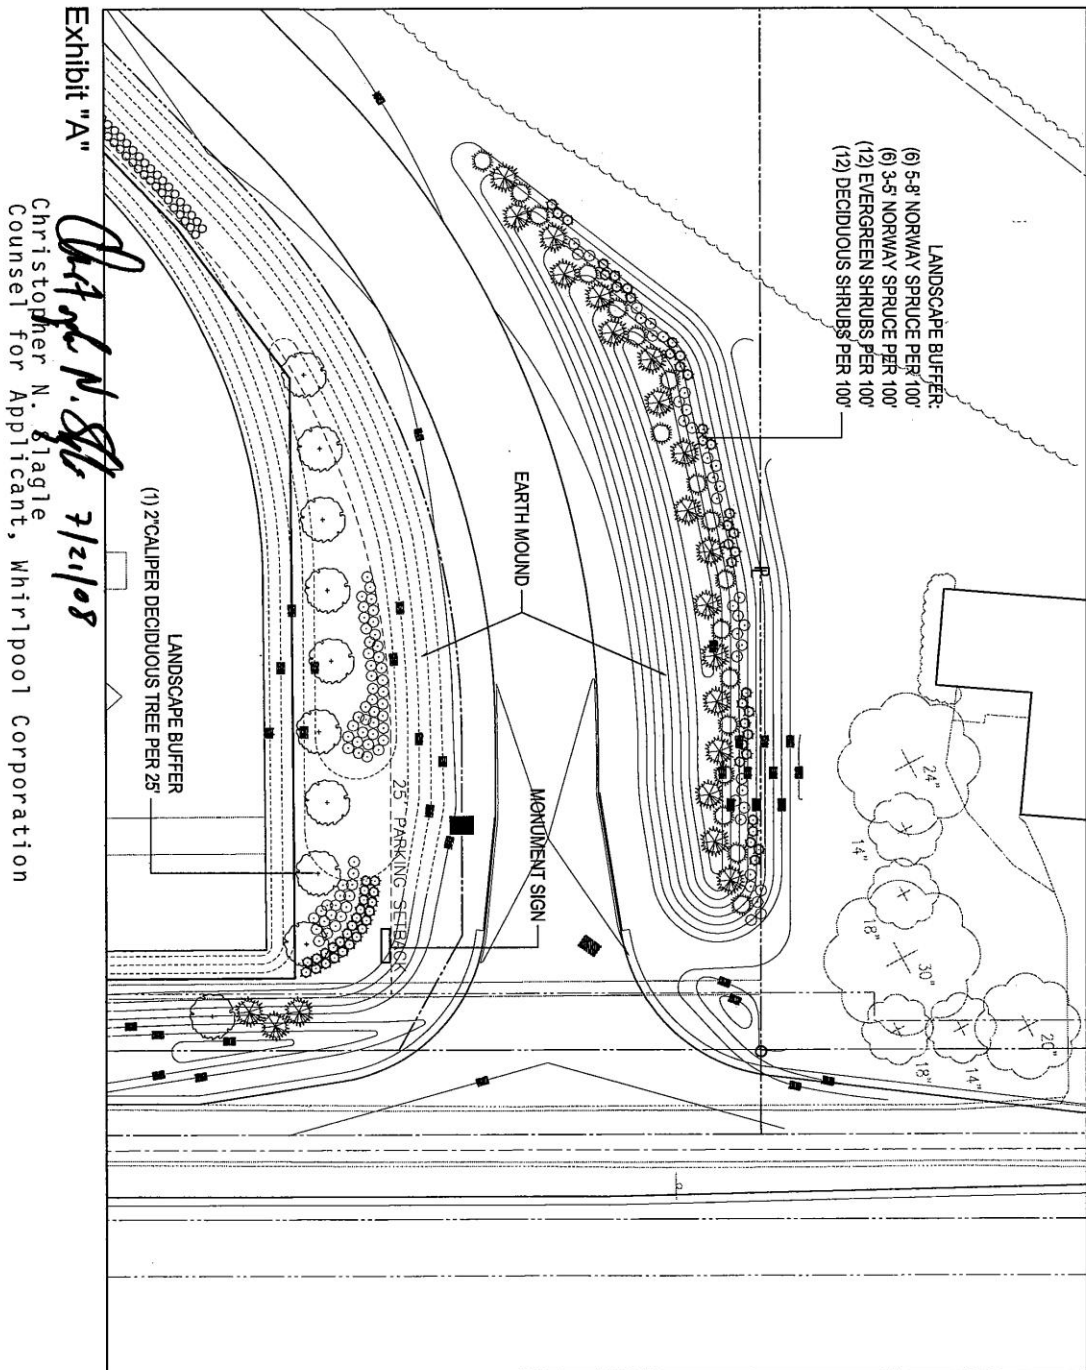 LANDSCAPE BUFFER:
(6) 5-8' NORWAY SPRUCE PER 100'
(6) 3-5' NORWAY SPRUCE PER 100'
(12) EVERGREEN SHRUBS PER 100'
(12) DECIDUOUS SHRUBS PER 100'
EARTH MOUND
MONUMENT SIGN
25' PARKING SETBACK
LANDSCAPE BUFFER
(1) 2"CALIPER DECIDUOUS TREE PER 25'
24"
14"
18"
30"
18"
14"
20"
Exhibit "A"
7/21/08
Christopher N. Slagle
Counsel for Applicant, Whirlpool Corporation